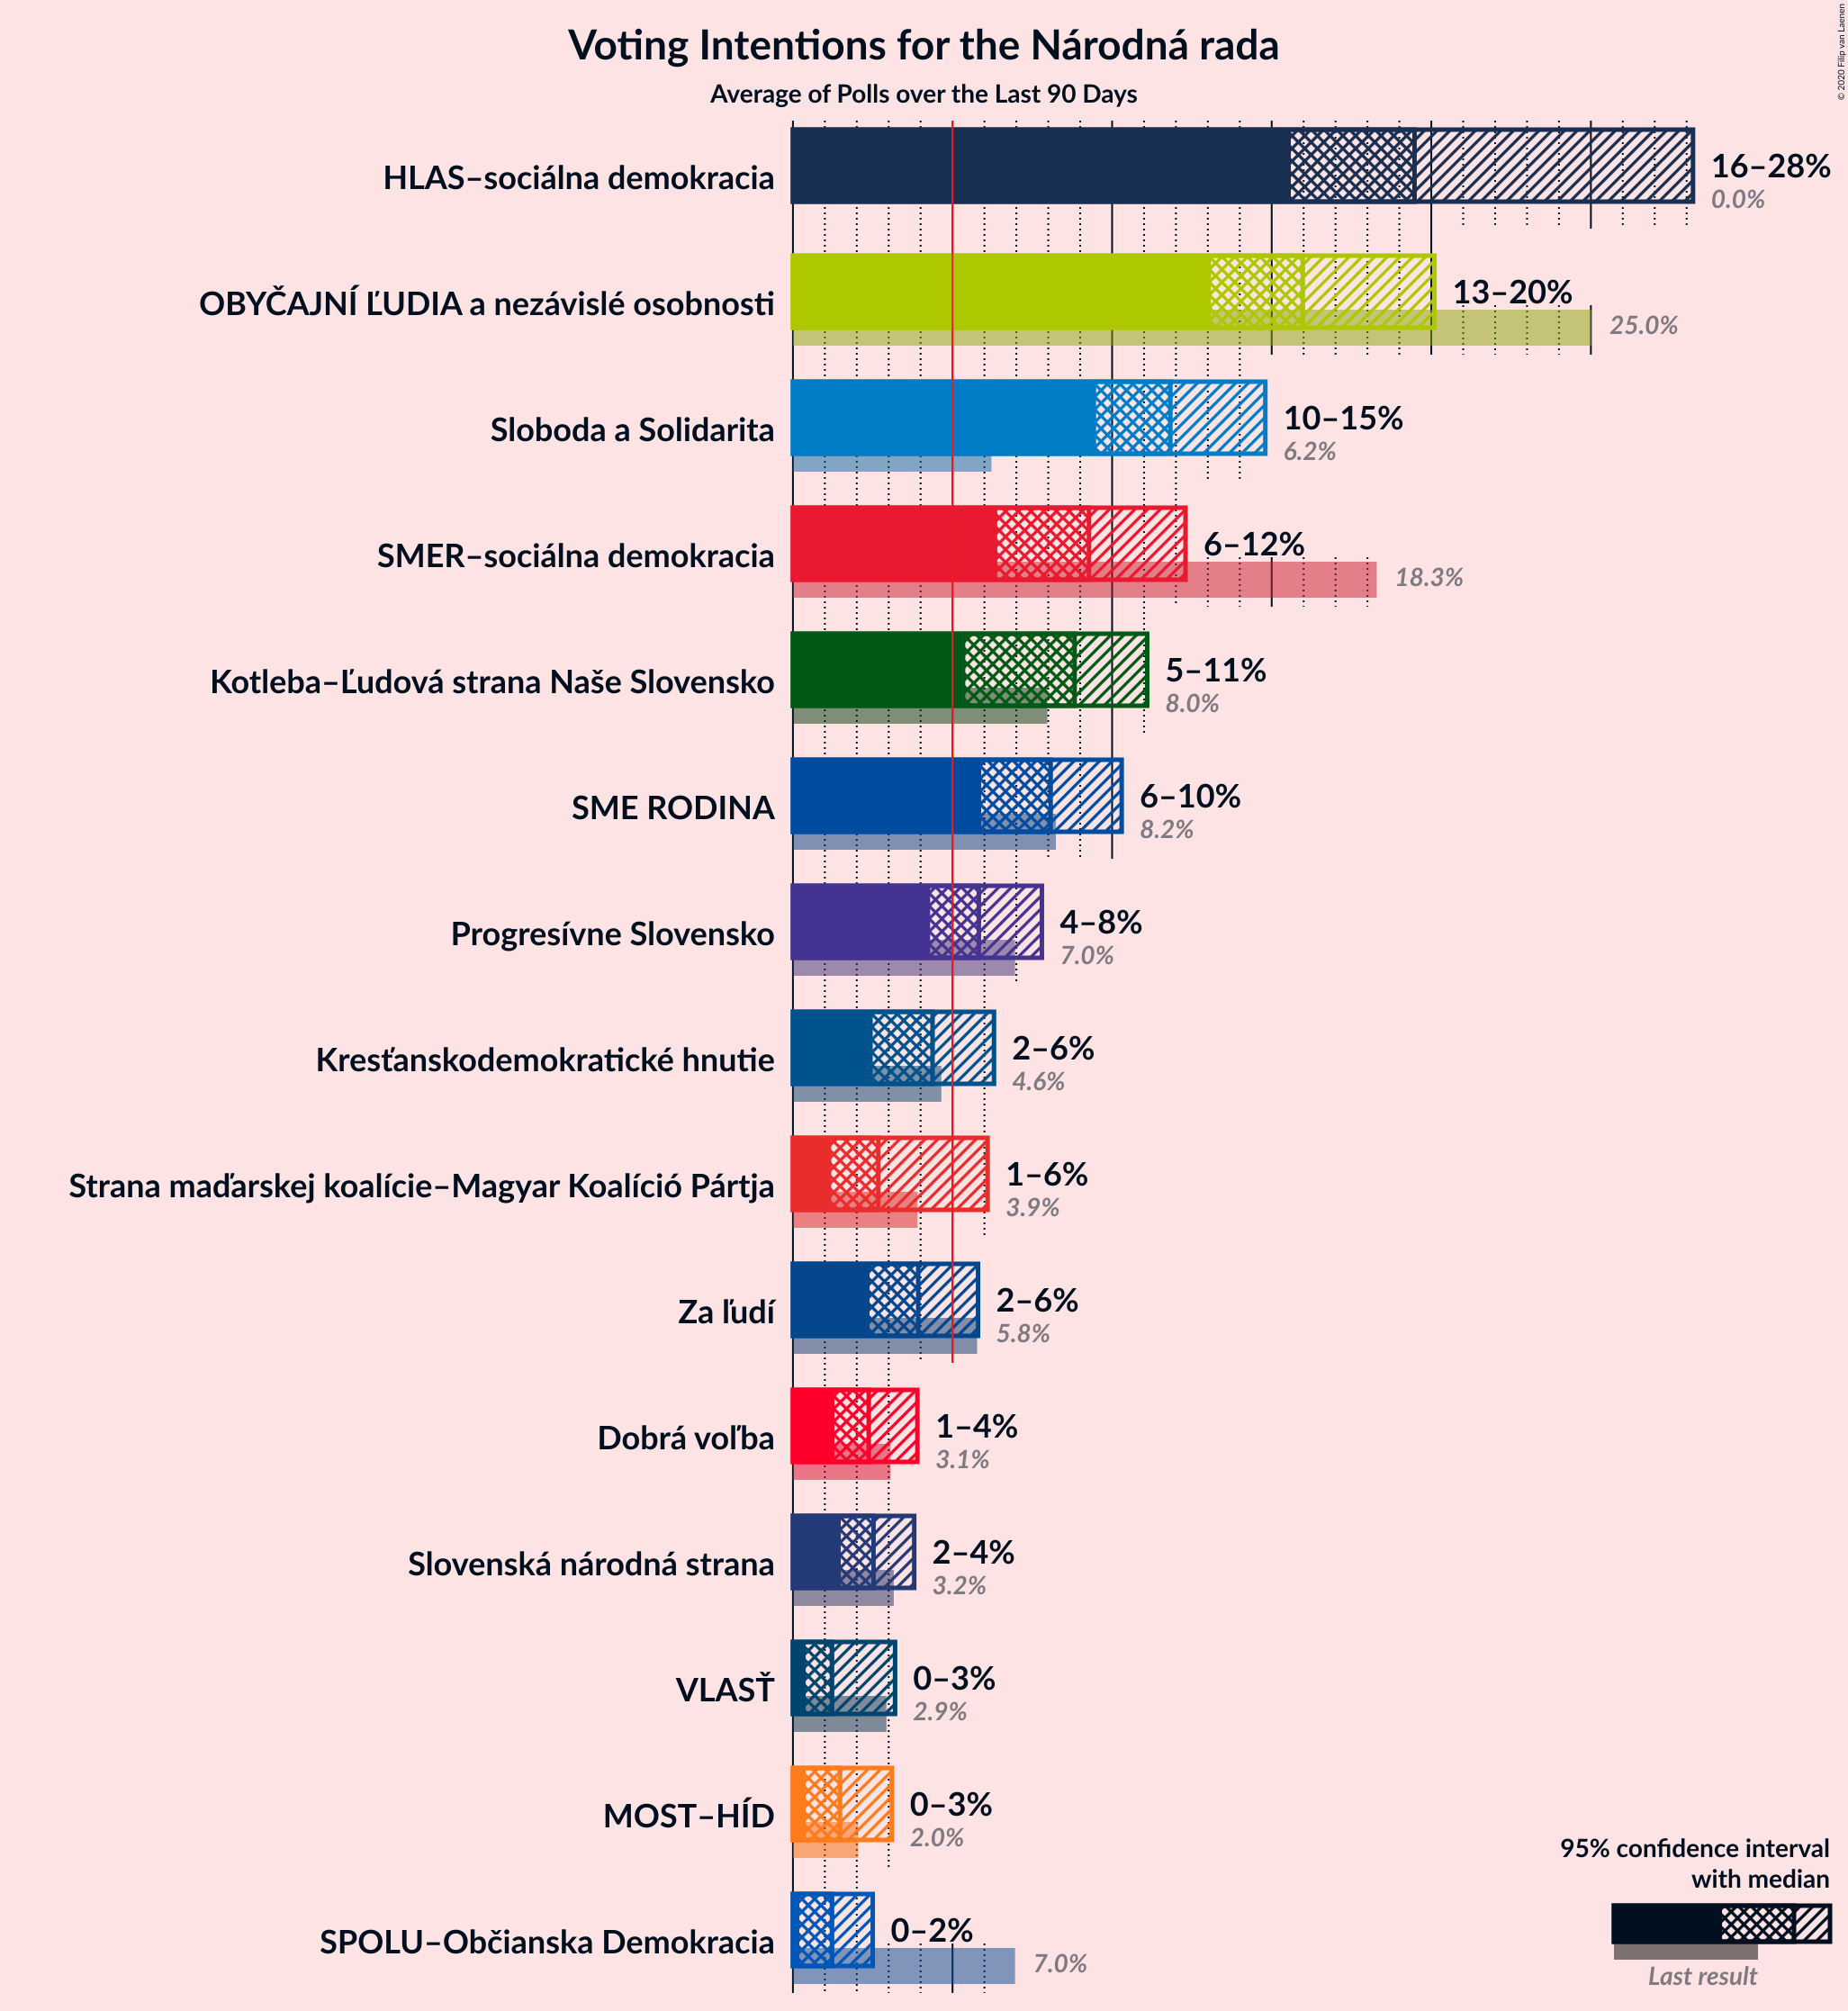 Voting Intentions for the Národná rada
Average of Polls over the Last 90 Days
© 2020 Filip van Laenen
HLAS–sociálna demokracia
16–28%
0.0%
OBYČAJNÍ ĽUDIA a nezávislé osobnosti
13–20%
25.0%
Sloboda a Solidarita
10–15%
6.2%
SMER–sociálna demokracia
6–12%
18.3%
Kotleba–Ľudová strana Naše Slovensko
5–11%
8.0%
SME RODINA
6–10%
8.2%
Progresívne Slovensko
4–8%
7.0%
Kresťanskodemokratické hnutie
2–6%
4.6%
Strana maďarskej koalície–Magyar Koalíció Pártja
1–6%
3.9%
Za ľudí
2–6%
5.8%
Dobrá voľba
1–4%
3.1%
Slovenská národná strana
2–4%
3.2%
VLASŤ
0–3%
2.9%
MOST–HÍD
0–3%
2.0%
SPOLU–Občianska Demokracia
0–2%
7.0%
95% confidence interval
with median
Last result